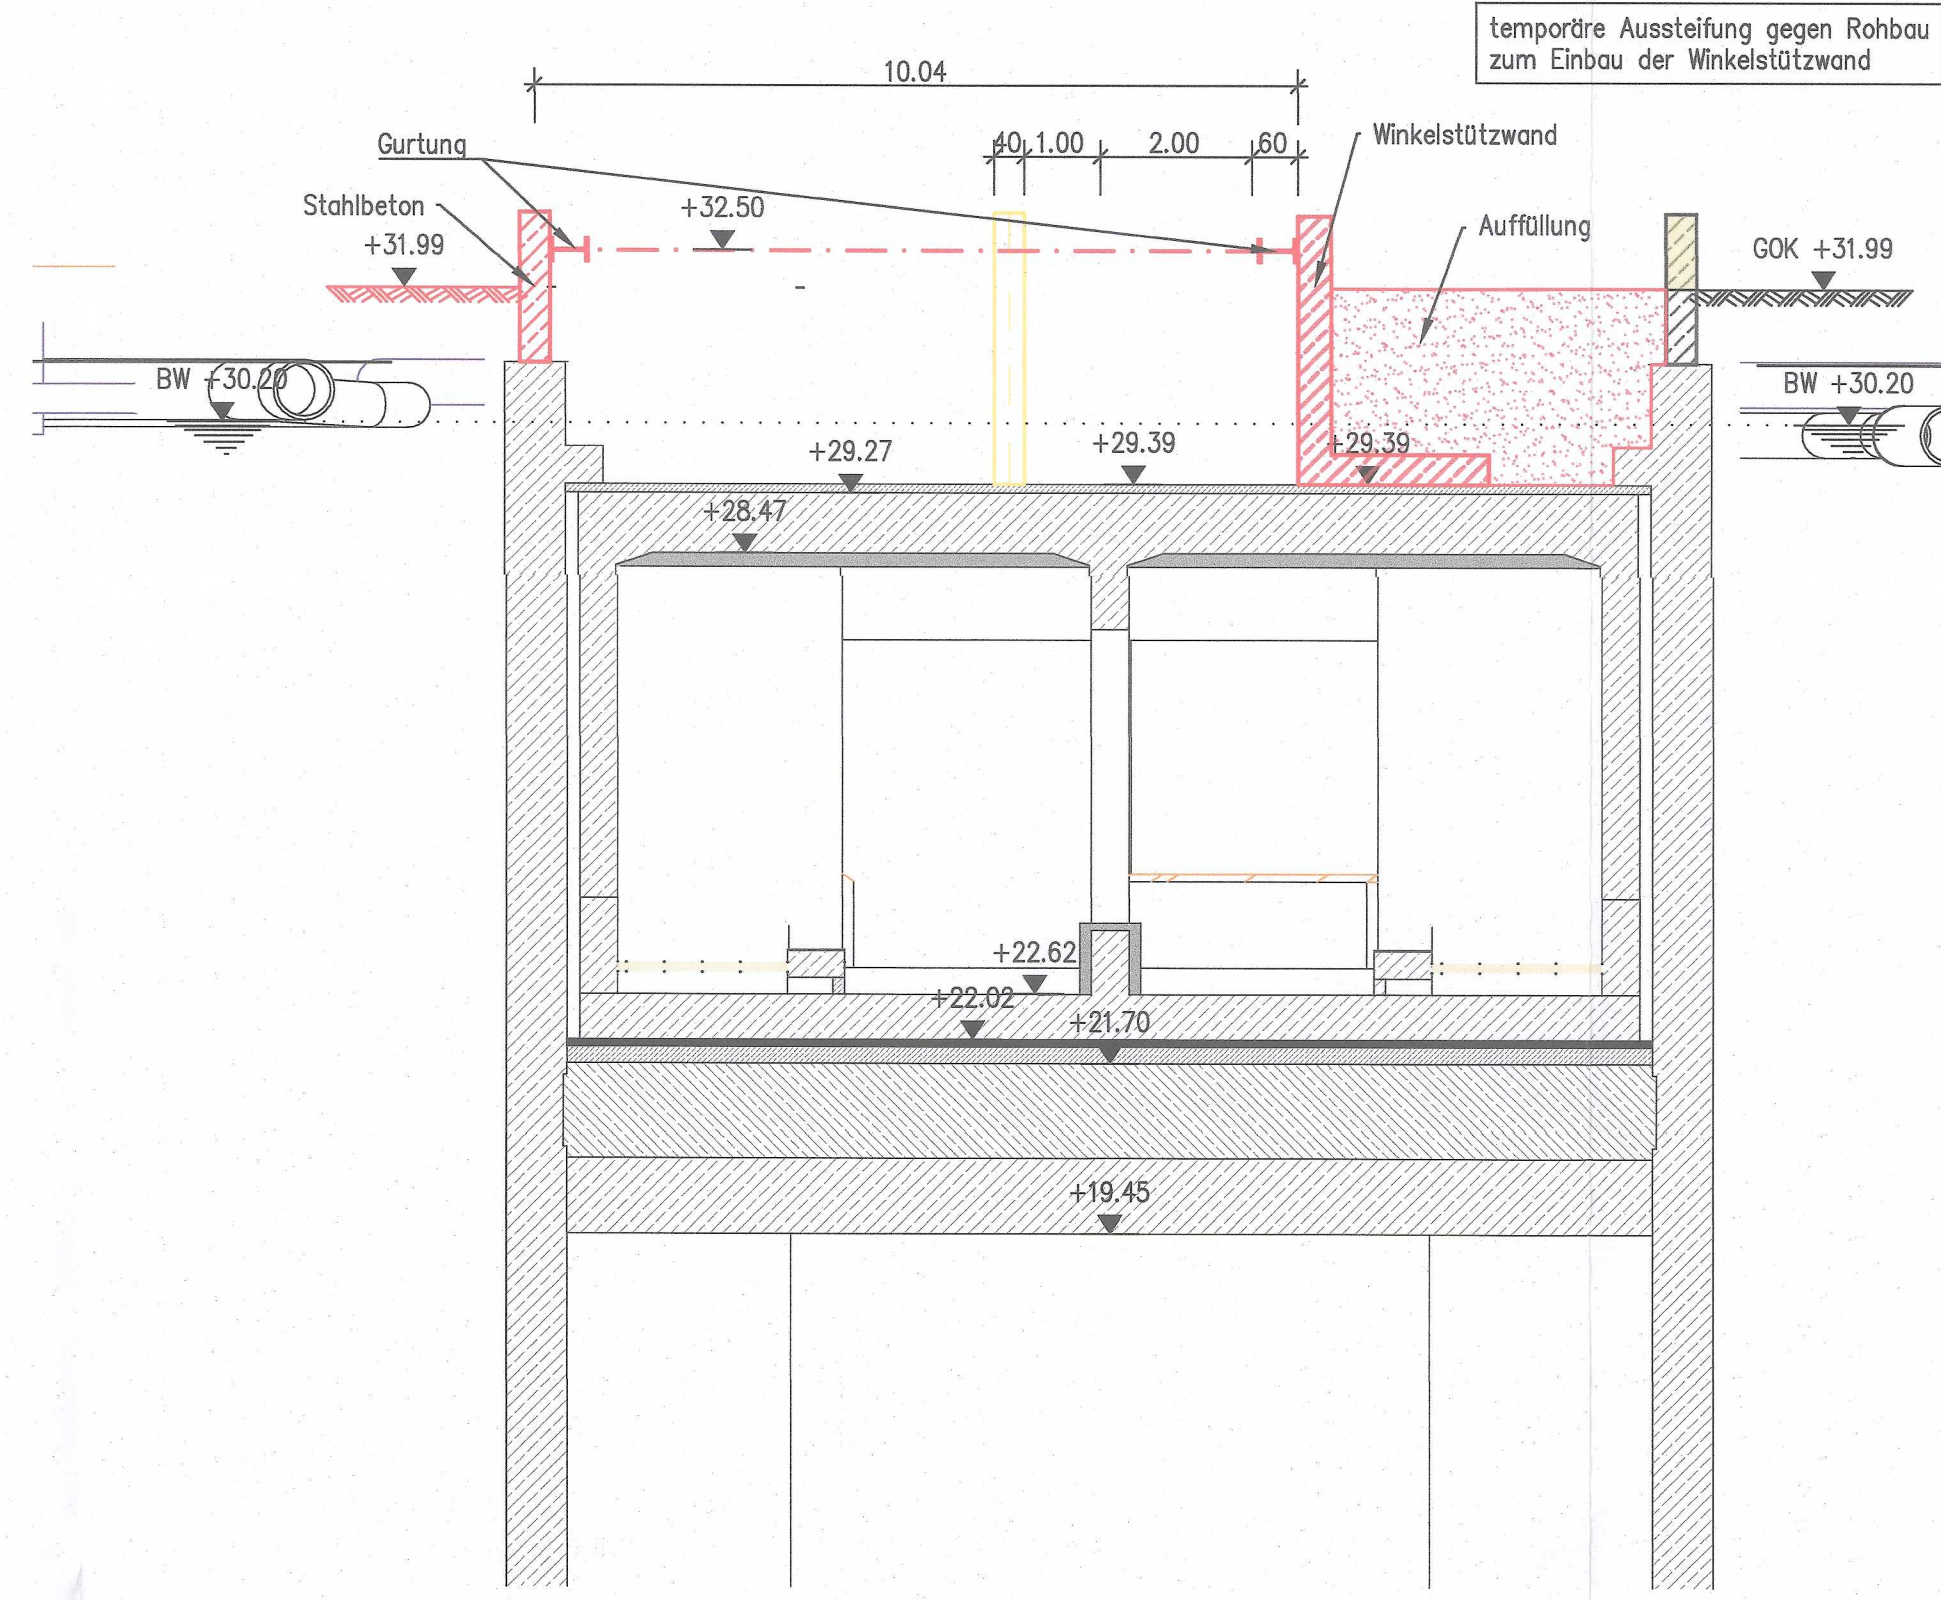 temporäre Aussteifung gegen Rohbau
zum Einbau der Winkelstützwand
10.04
40 1.00 2.00 60
Gurtung
Winkelstützwand
Stahlbeton
+32.50
Auffüllung
+31.99
GOK +31.99
BW +30.20
BW +30.20
+29.27
+29.39
+29.39
+28.47
+22.62
+22.02
+21.70
+19.45